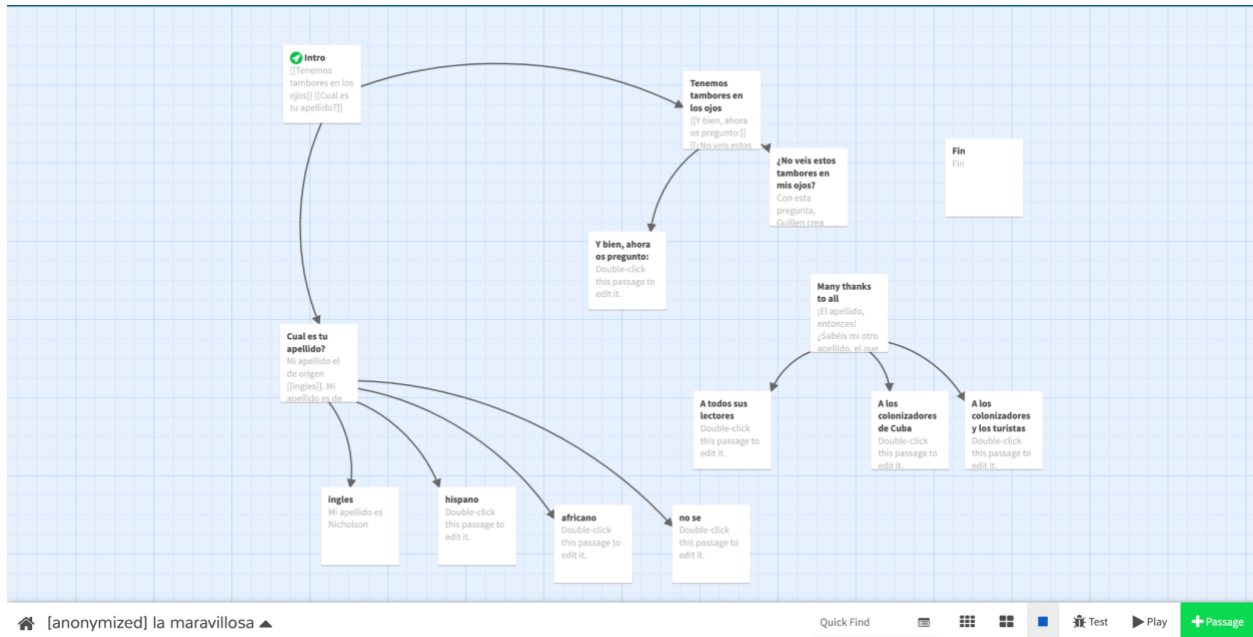 Intro
[[Tenemos
tambores en los
ojos]] [[Cual es
tu apellido?]]
Tenemos
tambores en
los ojos
[[Y bien, ahora
os pregunto:]]
[[¿No veis estos
¿No veis estos
tambores en
mis ojos?
Con esta
pregunta,
Guillen crea
Fin
Fin
Y bien, ahora
os pregunto:
Double-click
this passage to
edit it.
Many thanks
to all
¡El apellido,
entonces!
¿Sabéis mi otro
apellido, el que
Cual es tu
apellido?
Mi apellido el
de origen
[[ingles]]. Mi
apellido es de
A todos sus
lectores
Double-click
this passage to
edit it.
A los
colonizadores
de Cuba
Double-click
this passage to
edit it.
A los
colonizadores
y los turistas
Double-click
this passage to
edit it.
ingles
Mi apellido es
Nicholson
hispano
Double-click
this passage to
edit it.
africano
Double-click
this passage to
edit it.
no se
Double-click
this passage to
edit it.
[anonymized] la maravillosa
Quick Find
Test
Play
+Passage